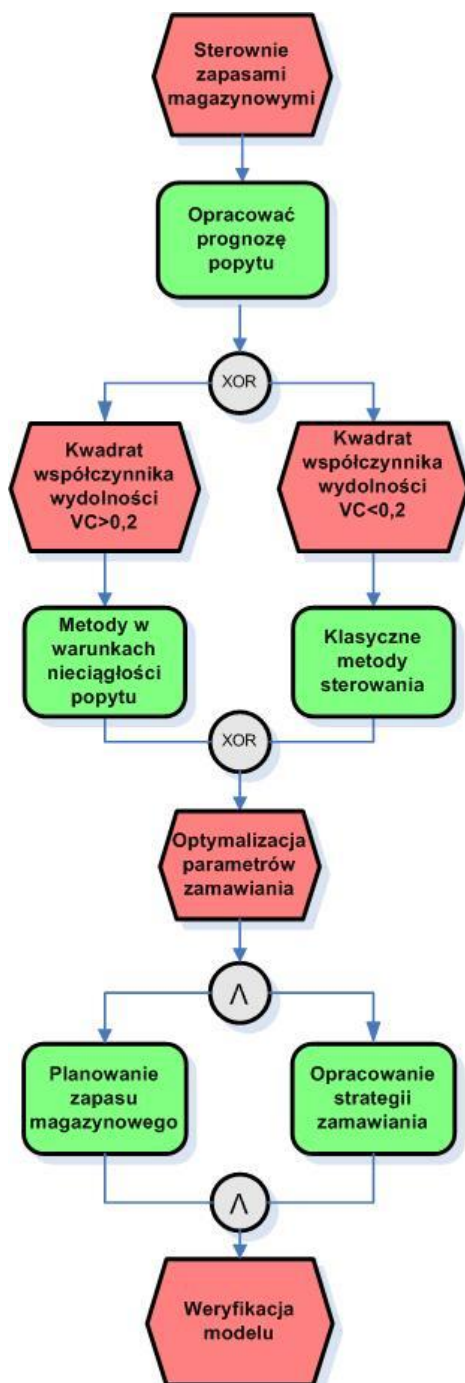 Sterownie
zapasami
magazynowymi
Opracować
prognozę
popytu
XOR
Kwadrat
współczynnika
wydolności
VC>0,2
Kwadrat
współczynnika
wydolności
VC<0,2
Metody w
warunkach
nieciągłości
popytu
Klasyczne
metody
sterowania
XOR
Optymalizacja
parametrów
zamawiania
Λ
Planowanie
zapasu
magazynowego
Opracowanie
strategii
zamawiania
Λ
Weryfikacja
modelu